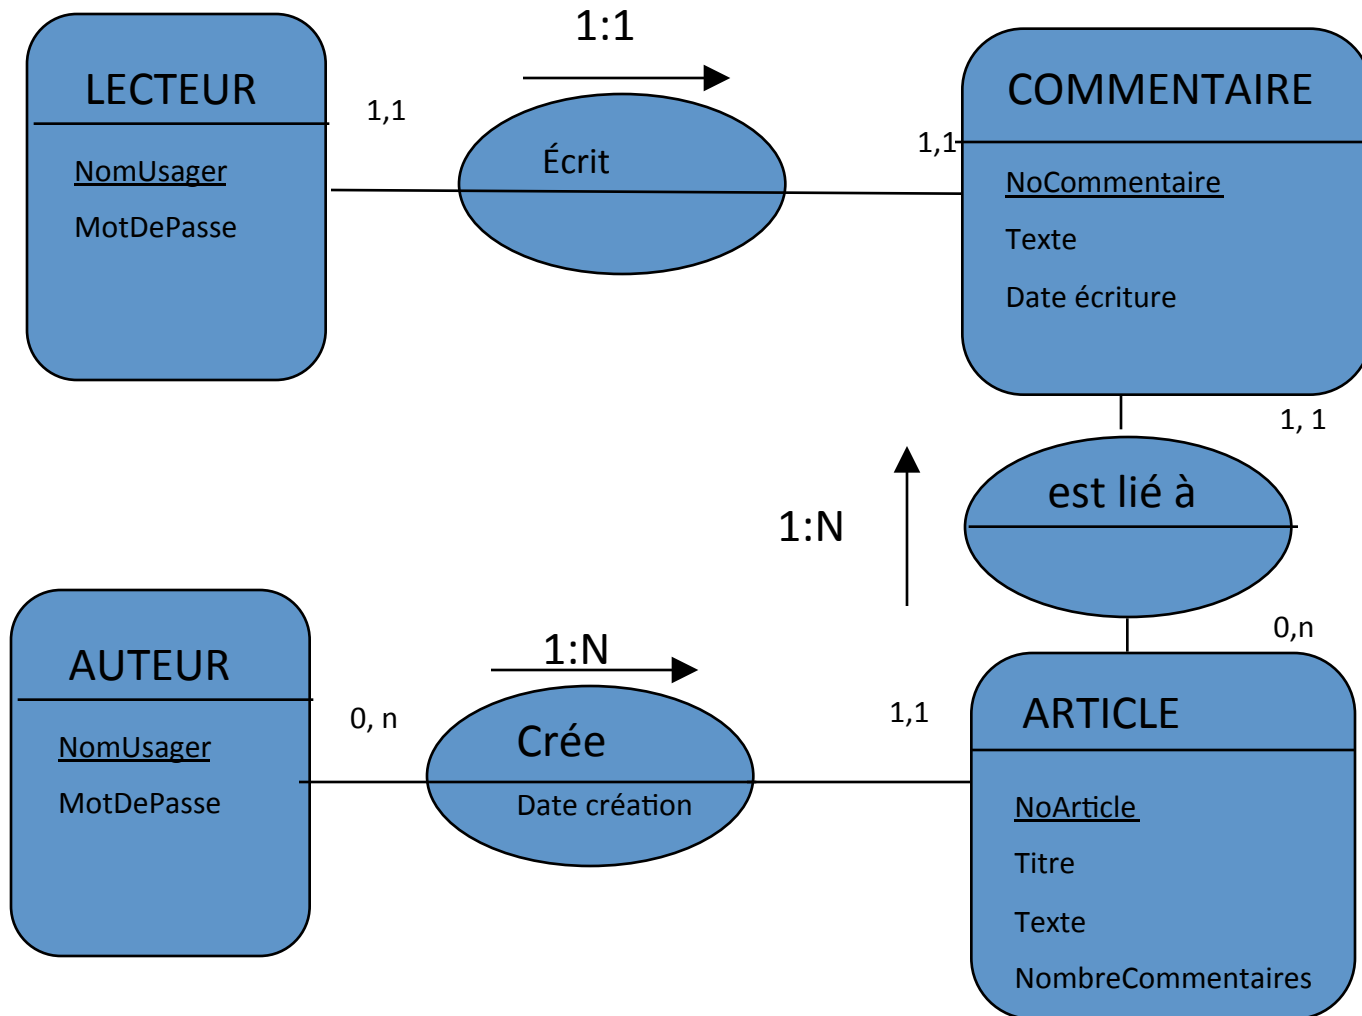 1:1
LECTEUR
NomUsager
MotDePasse
1,1
Écrit
1,1
COMMENTAIRE
NoCommentaire
Texte
Date écriture
1, 1
est lié à
1:N
0,n
AUTEUR
NomUsager
MotDePasse
0, n
1:N
Crée
Date création
1,1
ARTICLE
NoArticle
Titre
Texte
NombreCommentaires